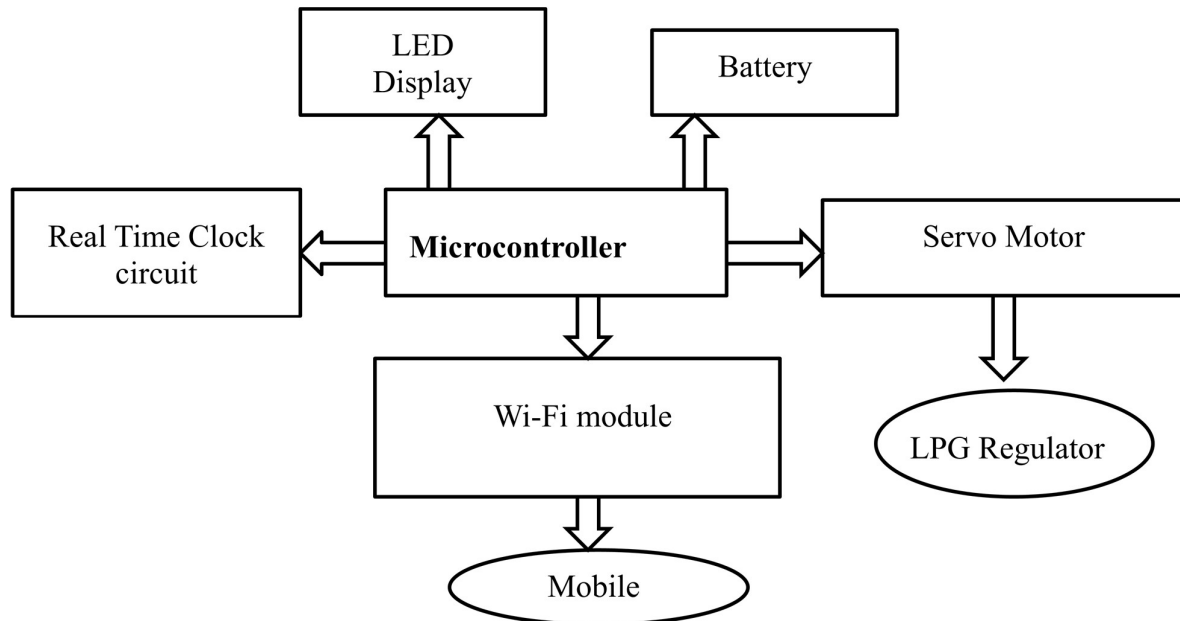 LED
Display
Battery
Real Time Clock
circuit
Microcontroller
Servo Motor
Wi-Fi module
LPG Regulator
Mobile